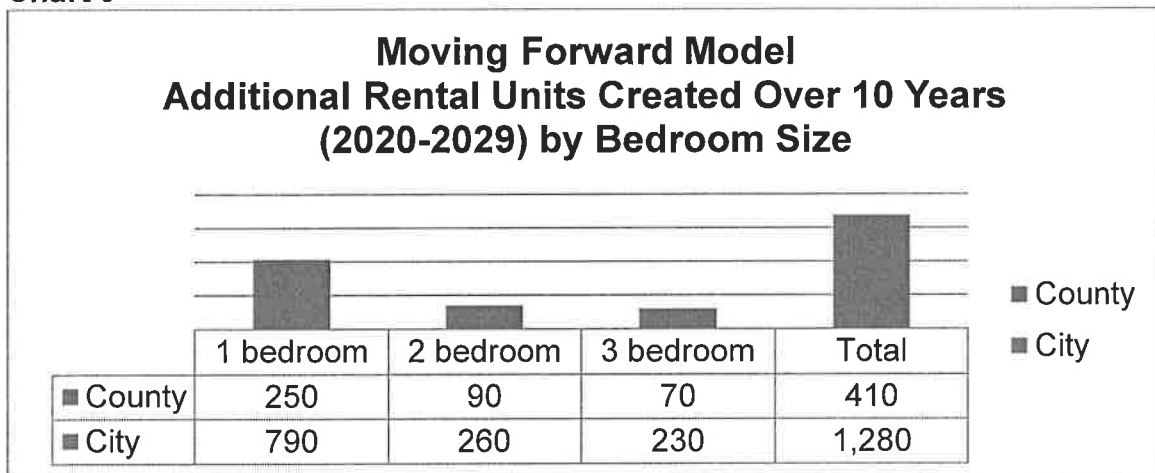 Moving Forward Model
Additional Rental Units Created Over 10 Years
(2020-2029) by Bedroom Size
County
City
1 bedroom 2 bedroom 3 bedroom Total
County 250 90 70 410
City 790 260 230 1,280